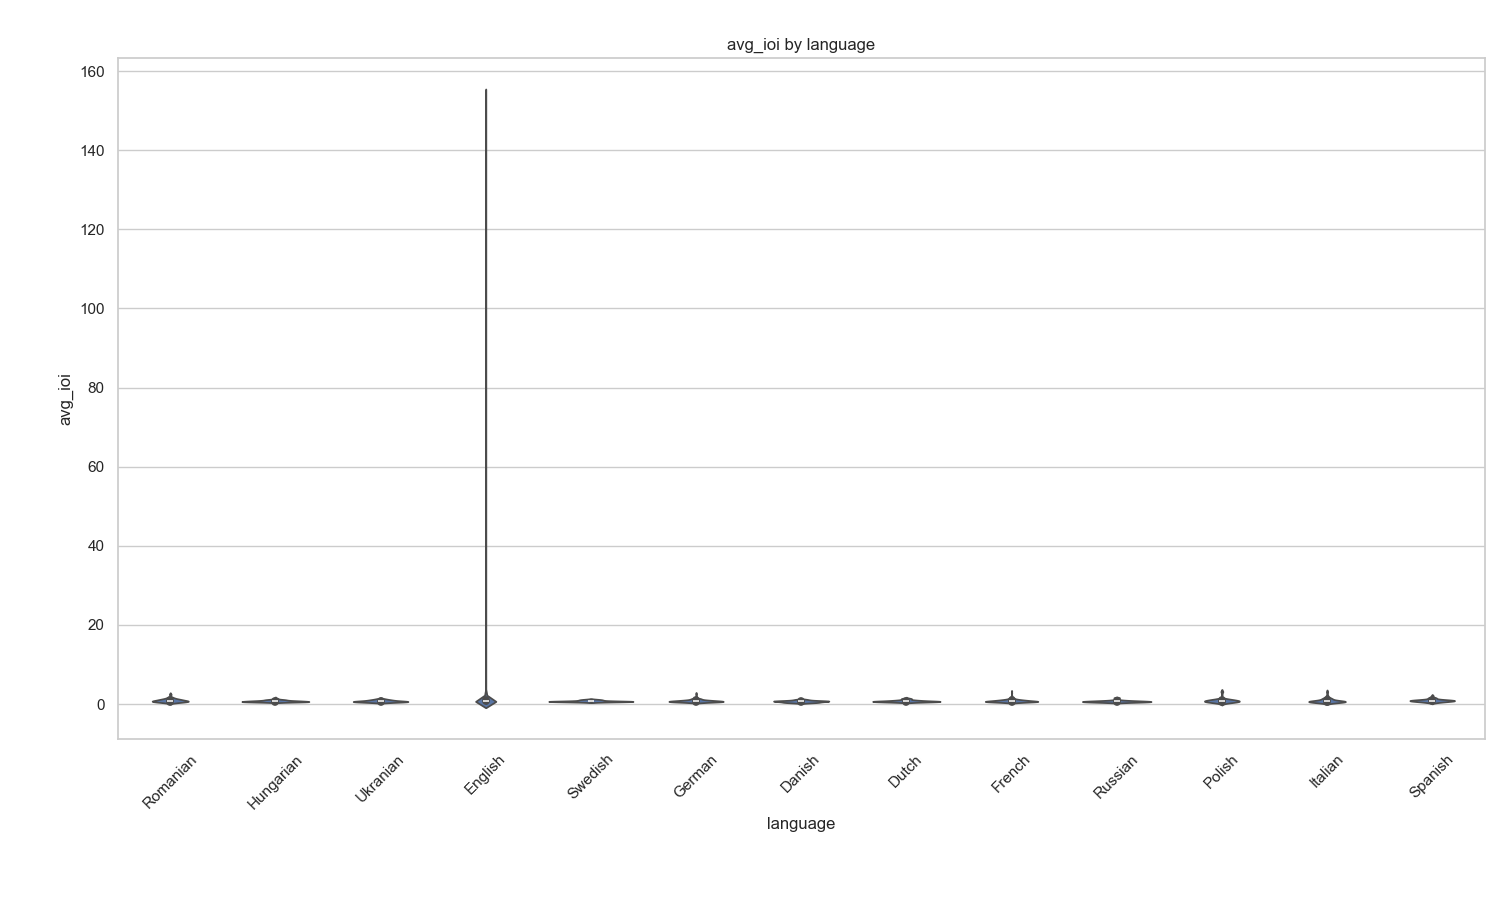 avg_ioi by language
160
140
120
100
80
60
40
20
0
avg_ioi
Romanian
Hungarian
Ukranian
English
Swedish
German
Danish
Dutch
French
Russian
Polish
Italian
Spanish
language